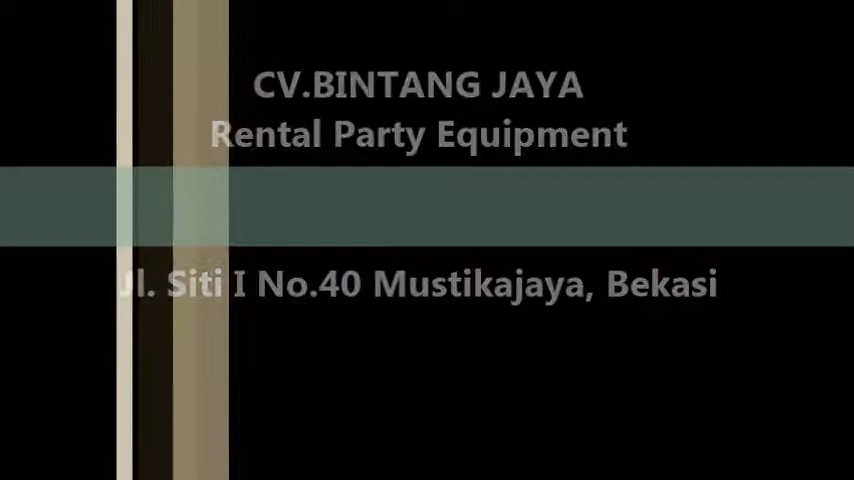 CV.BINTANG JAYA
Rental Party Equipment
Jl. Siti I No.40 Mustikajaya, Bekasi